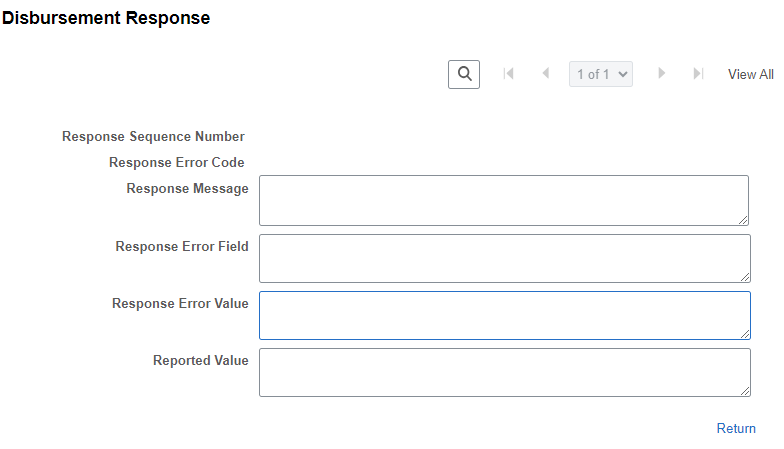 Disbursement Response
1 of 1 View All
Response Sequence Number
Response Error Code
Response Message
Response Error Field
Response Error Value
Reported Value
Return